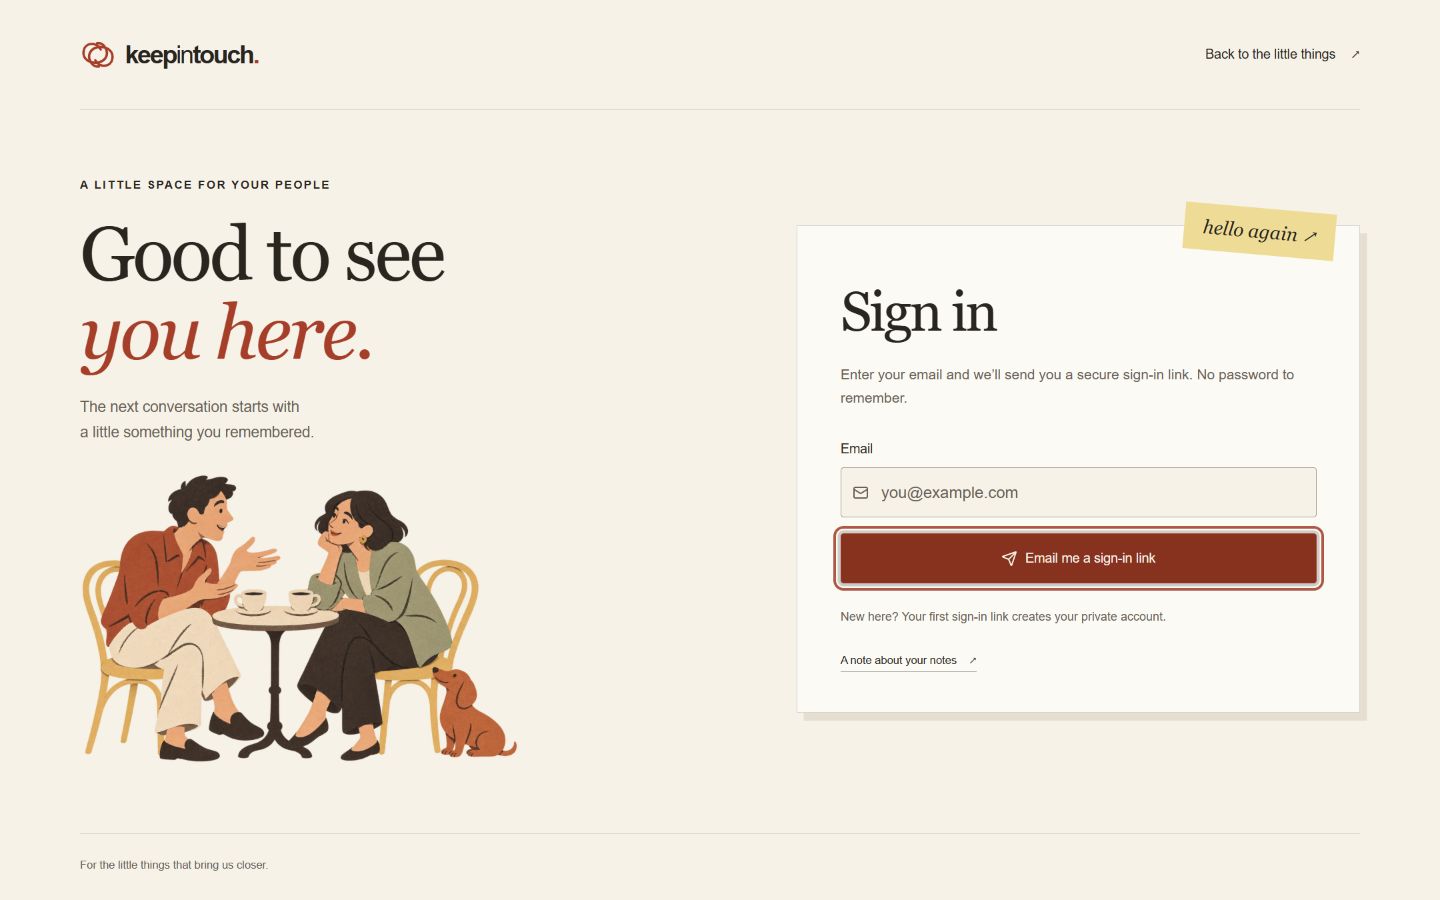 keepintouch.
Back to the little things ↗
A LITTLE SPACE FOR YOUR PEOPLE
Good to see
you here.
The next conversation starts with
a little something you remembered.
hello again ↗
Sign in
Enter your email and we’ll send you a secure sign-in link. No password to
remember.
Email
you@example.com
Email me a sign-in link
New here? Your first sign-in link creates your private account.
A note about your notes ↗
For the little things that bring us closer.